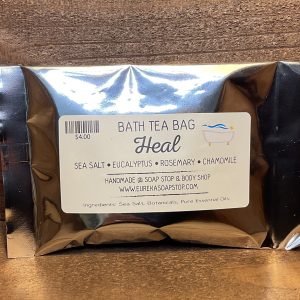 $4.00
BATH TEA BAG
Heal
SEA SALT • EUCALYPTUS • ROSEMARY • CHAMOMILE
HANDMADE @ SOAP STOP & BODY SHOP
WWW.EUREKASOAPSTOP.COM
Ingredients: Sea Salt, Botanicals, Pure Essential Oils